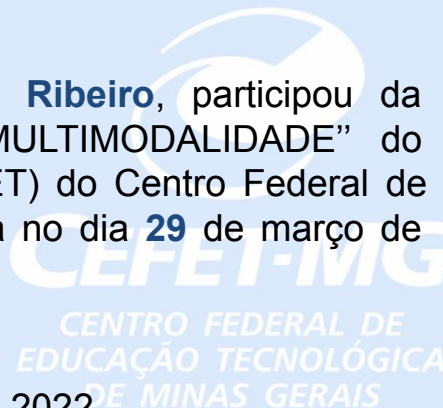 Ribeiro, participou da
MULTIMODALIDADE” do
ET) do Centro Federal de
a no dia 29 de março de
CEFET-MG
CENTRO FEDERAL DE
EDUCAÇÃO TECNOLÓGICA
DE MINAS GERAIS
2022